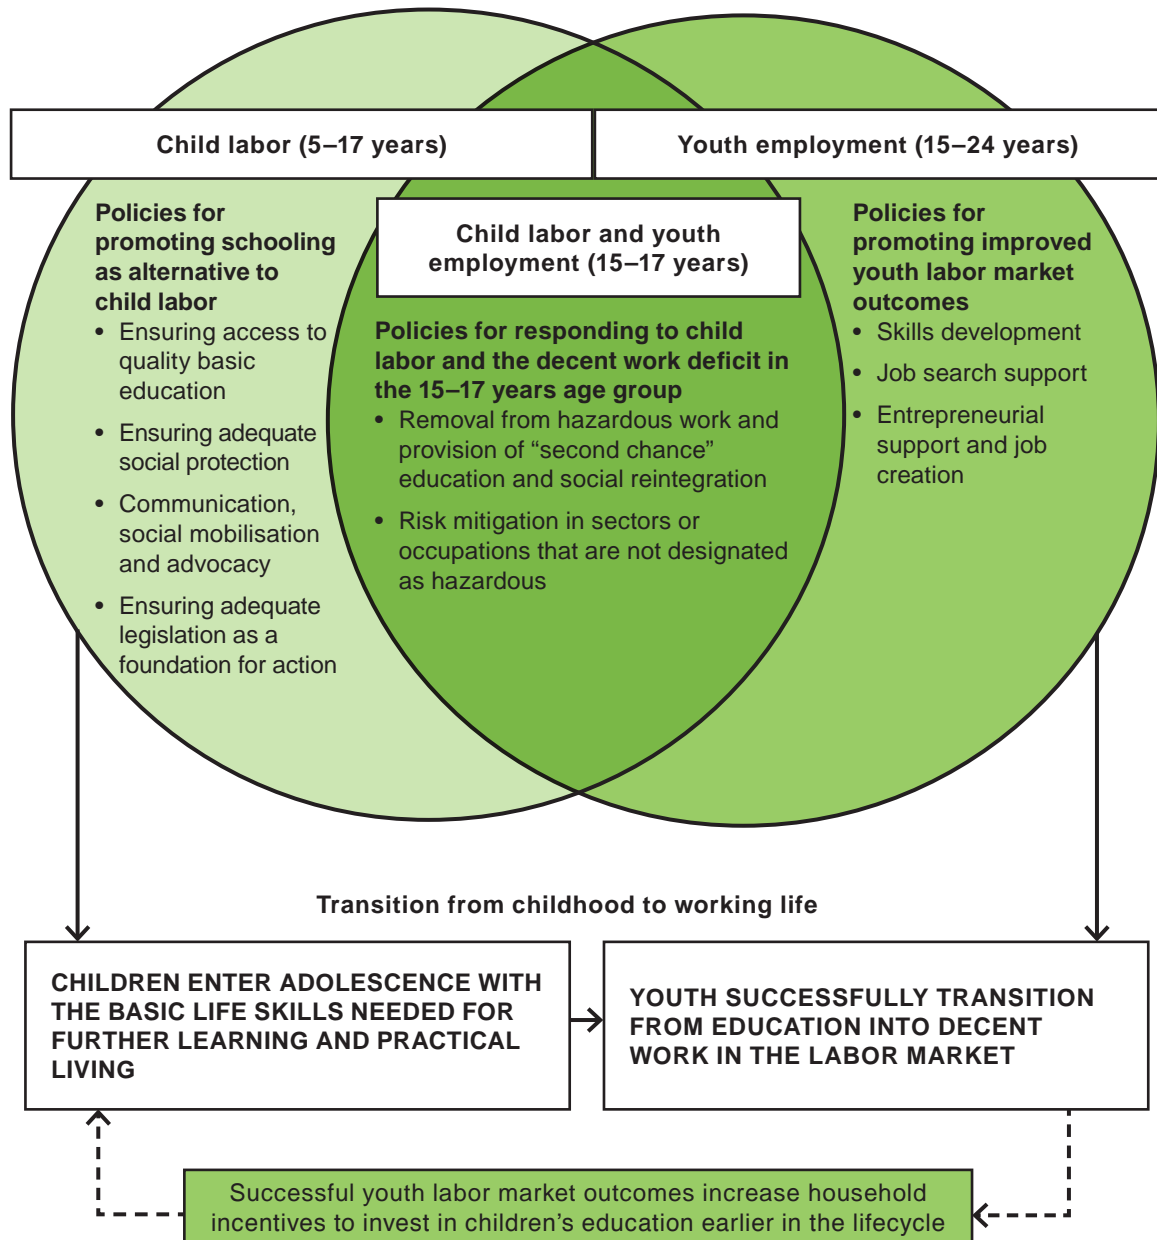 Child labor (5–17 years)
Youth employment (15–24 years)
Policies for
promoting schooling
as alternative to
child labor
• Ensuring access to
quality basic
education
• Ensuring adequate
social protection
• Communication,
social mobilisation
and advocacy
• Ensuring adequate
legislation as a
foundation for action
Child labor and youth
employment (15–17 years)
Policies for responding to child
labor and the decent work deficit in
the 15–17 years age group
• Removal from hazardous work and
provision of “second chance”
education and social reintegration
• Risk mitigation in sectors or
occupations that are not designated
as hazardous
Policies for
promoting improved
youth labor market
outcomes
• Skills development
• Job search support
• Entrepreneurial
support and job
creation
Transition from childhood to working life
CHILDREN ENTER ADOLESCENCE WITH
THE BASIC LIFE SKILLS NEEDED FOR
FURTHER LEARNING AND PRACTICAL
LIVING
YOUTH SUCCESSFULLY TRANSITION
FROM EDUCATION INTO DECENT
WORK IN THE LABOR MARKET
Successful youth labor market outcomes increase household
incentives to invest in children’s education earlier in the lifecycle